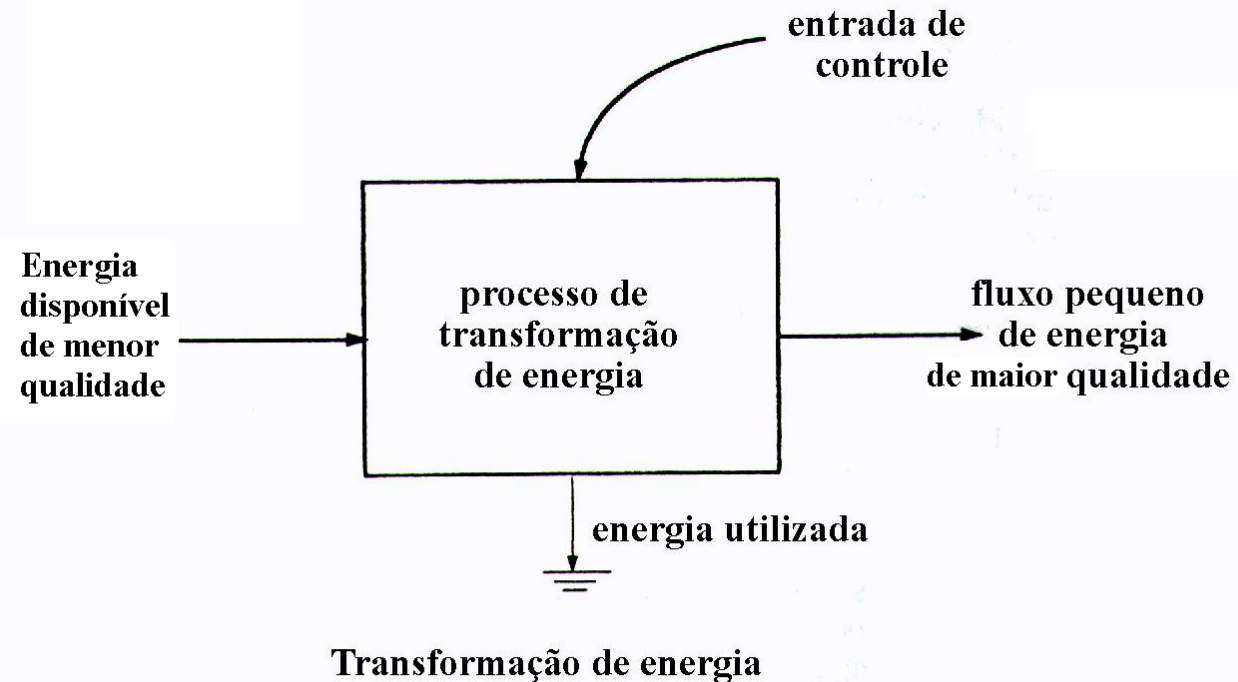 entrada de
controle
Energia
disponível
de menor
qualidade
processo de
transformação
de energia
fluxo pequeno
de energia
de maior qualidade
energia utilizada
Transformação de energia